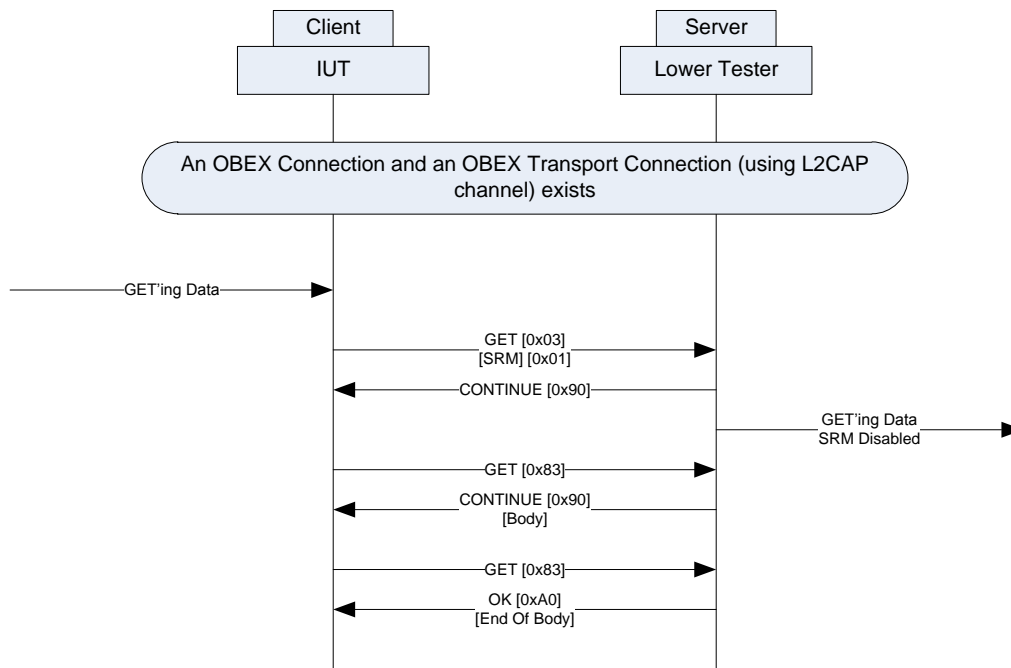 Client
Server
IUT
Lower Tester
An OBEX Connection and an OBEX Transport Connection (using L2CAP
channel) exists
GET'ing Data
GET [0x03]
[SRM] [0x01]
CONTINUE [0x90]
GET'ing Data
SRM Disabled
GET [0x83]
CONTINUE [0x90]
[Body]
GET [0x83]
OK [0xA0]
[End Of Body]